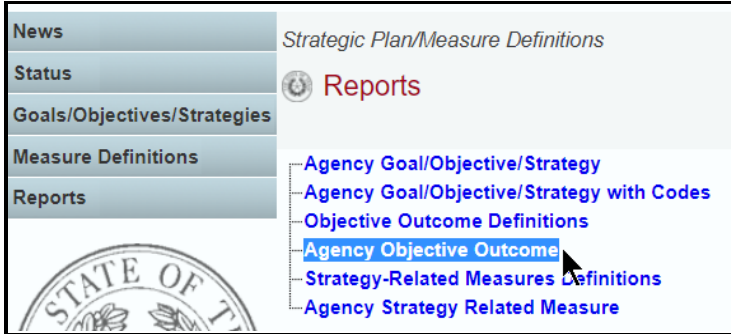 News
Status
Goals/Objectives/Strategies
Measure Definitions
Reports
STATE OF T
Strategic Plan/Measure Definitions
Reports
Agency Goal/Objective/Strategy
Agency Goal/Objective/Strategy with Codes
Objective Outcome Definitions
Agency Objective Outcome
Strategy-Related Measures Definitions
Agency Strategy Related Measure